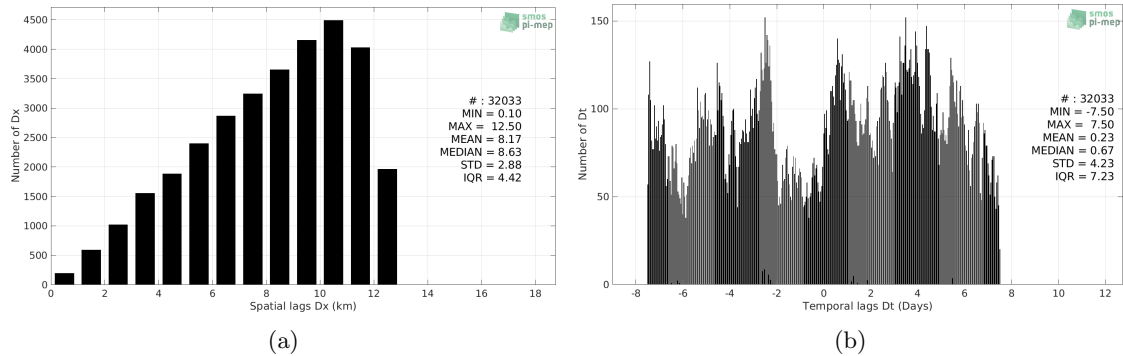 smos
pi-mep
Number of Dx
4500
4000
3500
3000
2500
2000
1500
1000
500
0
# : 32033
MIN = 0.10
MAX = 12.50
MEAN = 8.17
MEDIAN = 8.63
STD = 2.88
IQR = 4.42
0 2 4 6 8 10 12 14 16 18
Spatial lags Dx (km)
(a)
smos
pi-mep
Number of Dt
150
100
50
0
# : 32033
MIN = -7.50
MAX = 7.50
MEAN = 0.23
MEDIAN = 0.67
STD = 4.23
IQR = 7.23
-8 -6 -4 -2 0 2 4 6 8 10 12
Temporal lags Dt (Days)
(b)